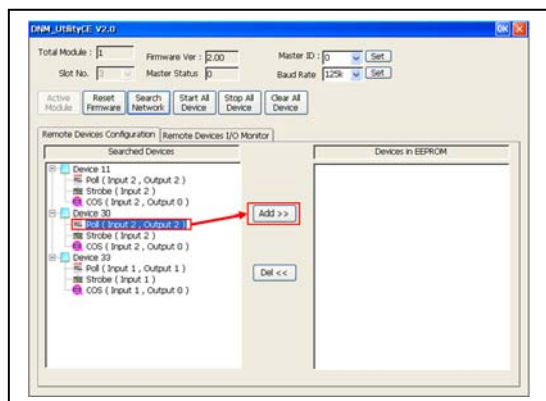 DNM_UtilityCE V2.0 OK
Total Module : 1 Firmware Ver : 2.00 Master ID : 0 Set
Slot No. 3 Master Status 0 Baud Rate 125k Set
Active Module Reset Firmware Search Network Start All Device Stop All Device Clear All Device
Remote Devices Configuration Remote Devices I/O Monitor
Searched Devices Devices in EEPROM
Device 11
Poll ( Input 2 , Output 2 )
Strobe ( Input 2 )
COS ( Input 2 , Output 0 )
Device 30
Poll ( Input 2 , Output 2 ) Add >>
Strobe ( Input 2 )
COS ( Input 2 , Output 0 )
Device 33
Poll ( Input 1 , Output 1 ) Del <<
Strobe ( Input 1 )
COS ( Input 1 , Output 0 )